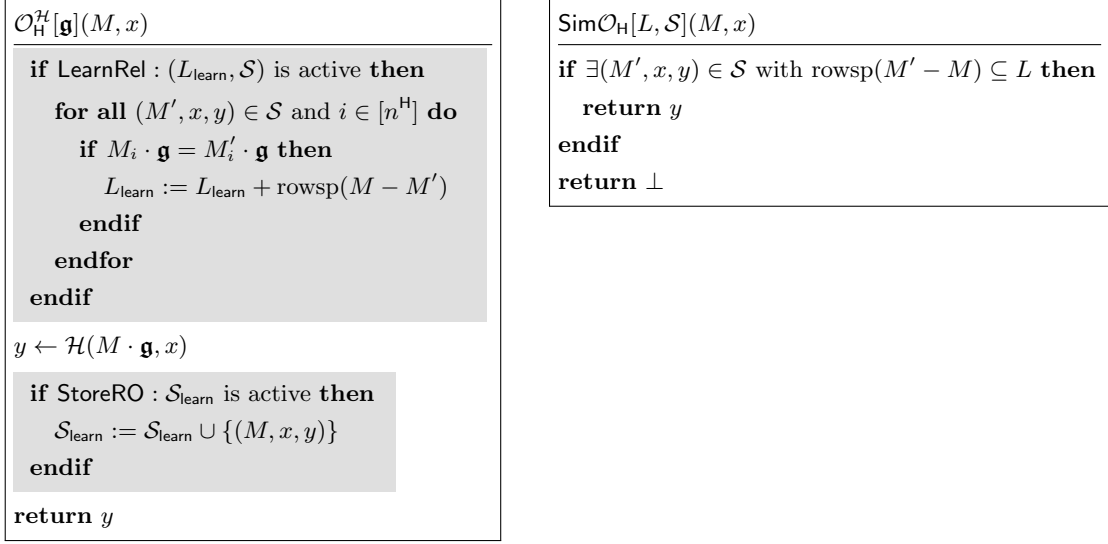 𝒪_H^ℋ[𝖌](M, x)
if LearnRel : (L_learn, 𝒮) is active then
for all (M′, x, y) ∈ 𝒮 and i ∈ [n^H] do
if M_i · 𝖌 = M′_i · 𝖌 then
L_learn := L_learn + rowsp(M − M′)
endif
endfor
endif
y ← ℋ(M · 𝖌, x)
if StoreRO : 𝒮_learn is active then
𝒮_learn := 𝒮_learn ∪ {(M, x, y)}
endif
return y
Sim𝒪_H[L, 𝒮](M, x)
if ∃(M′, x, y) ∈ 𝒮 with rowsp(M′ − M) ⊆ L then
return y
endif
return ⊥